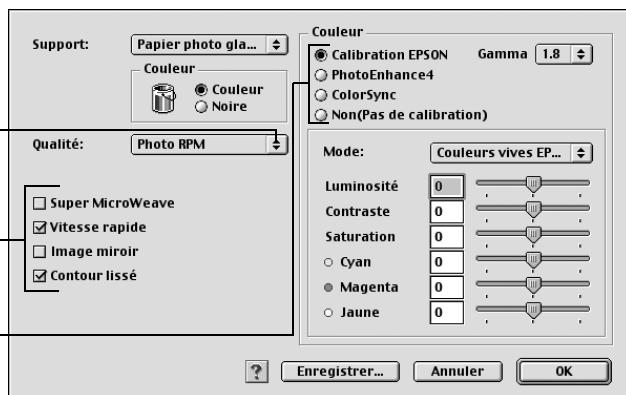 Support: Papier photo gla...
Couleur
Couleur
Noire
Qualité: Photo RPM
Super MicroWeave
Vitesse rapide
Image miroir
Contour lissé
Couleur
Calibration EPSON Gamma 1.8
PhotoEnhance4
ColorSync
Non(Pas de calibration)
Mode: Couleurs vives EP...
Luminosité 0
Contraste 0
Saturation 0
Cyan 0
Magenta 0
Jaune 0
? Enregistrer... Annuler OK